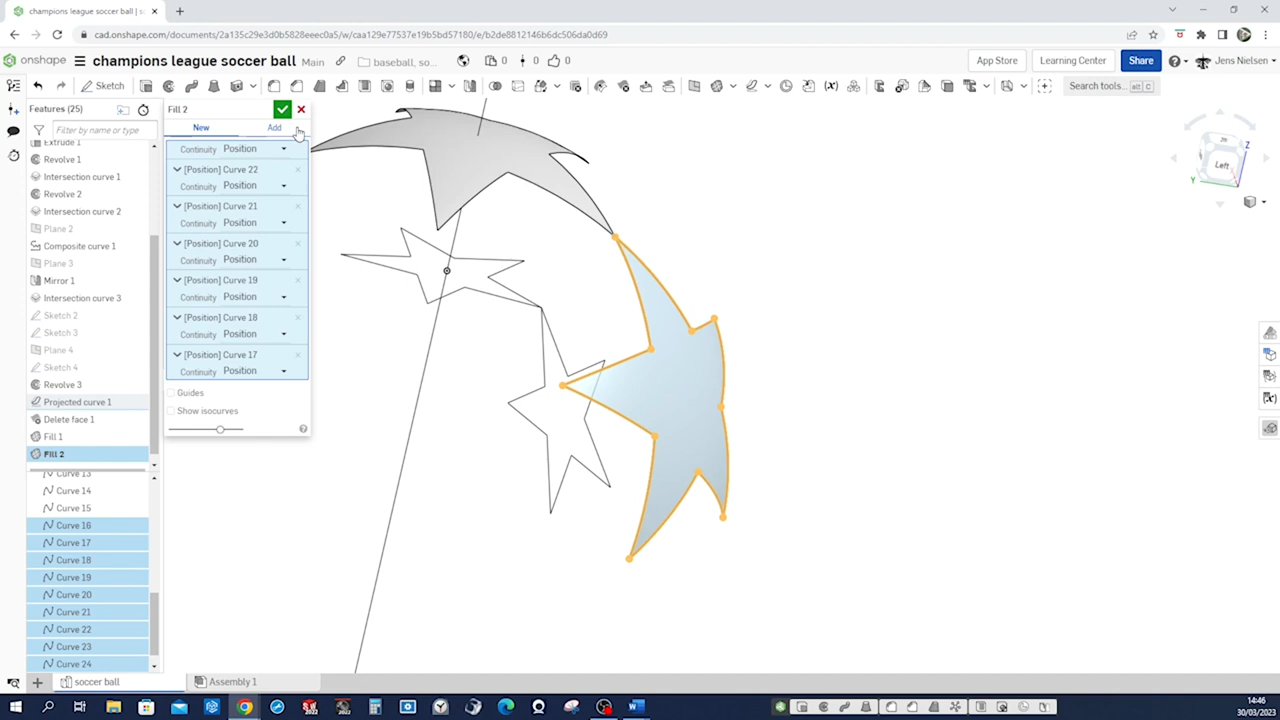 champions league soccer ball | soc
cad.onshape.com/documents/2a135c29e3d0b5828eeec0a5/w/caa129e77537e19b5bd57180/e/b2de8812146b6dc506da0d69
onshape
champions league soccer ball Main
baseball, so...
0
0
0
App Store
Learning Center
Share
Jens Nielsen
Sketch
Search tools...
alt
C
Features (25)
Filter by name or type
Extrude 1
Revolve 1
Intersection curve 1
Revolve 2
Intersection curve 2
Plane 2
Composite curve 1
Plane 3
Mirror 1
Intersection curve 3
Sketch 2
Sketch 3
Plane 4
Sketch 4
Revolve 3
Projected curve 1
Delete face 1
Fill 1
Fill 2
Curve 13
Curve 14
Curve 15
Curve 16
Curve 17
Curve 18
Curve 19
Curve 20
Curve 21
Curve 22
Curve 23
Curve 24
Fill 2
New
Add
Continuity Position
[Position] Curve 22
Continuity Position
[Position] Curve 21
Continuity Position
[Position] Curve 20
Continuity Position
[Position] Curve 19
Continuity Position
[Position] Curve 18
Continuity Position
[Position] Curve 17
Continuity Position
Guides
Show isocurves
Z
Left
Y
soccer ball
Assembly 1
14:46
30/03/2023